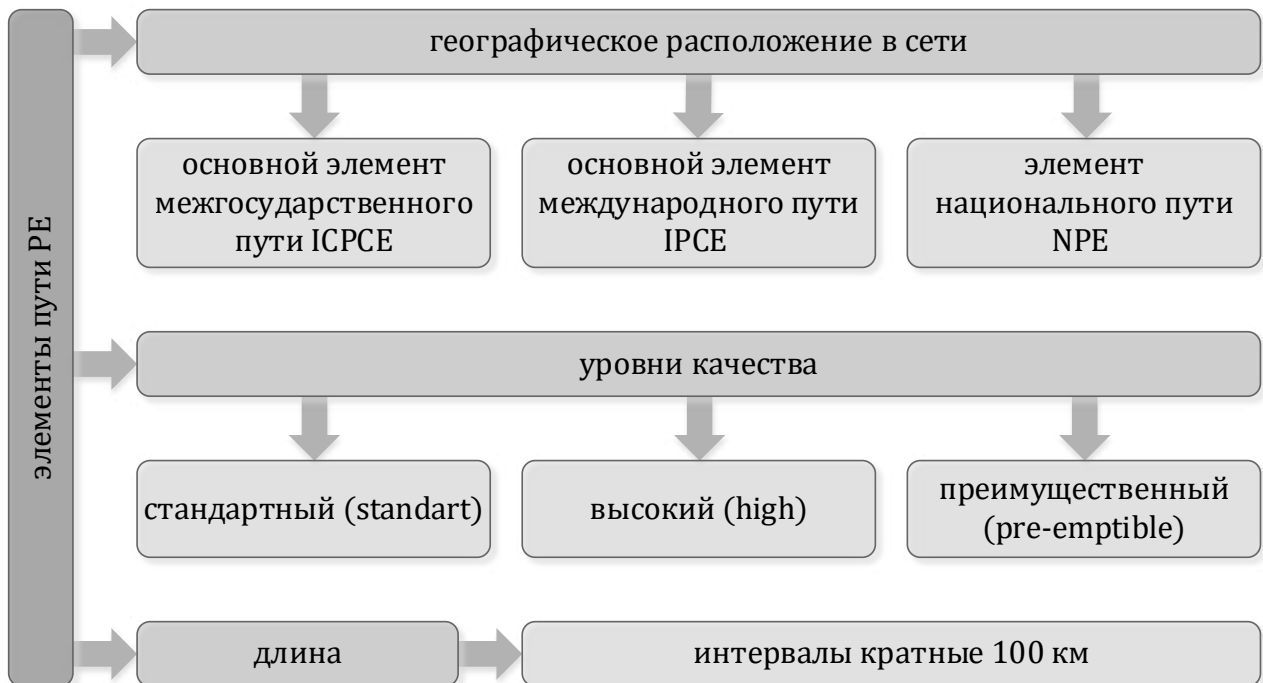 элементы пути PE
географическое расположение в сети
основной элемент
межгосударственного
пути ICPCE
основной элемент
международного пути
IPCE
элемент
национального пути
NPE
уровни качества
стандартный (standart)
высокий (high)
преимущественный
(pre-emptible)
длина
интервалы кратные 100 км